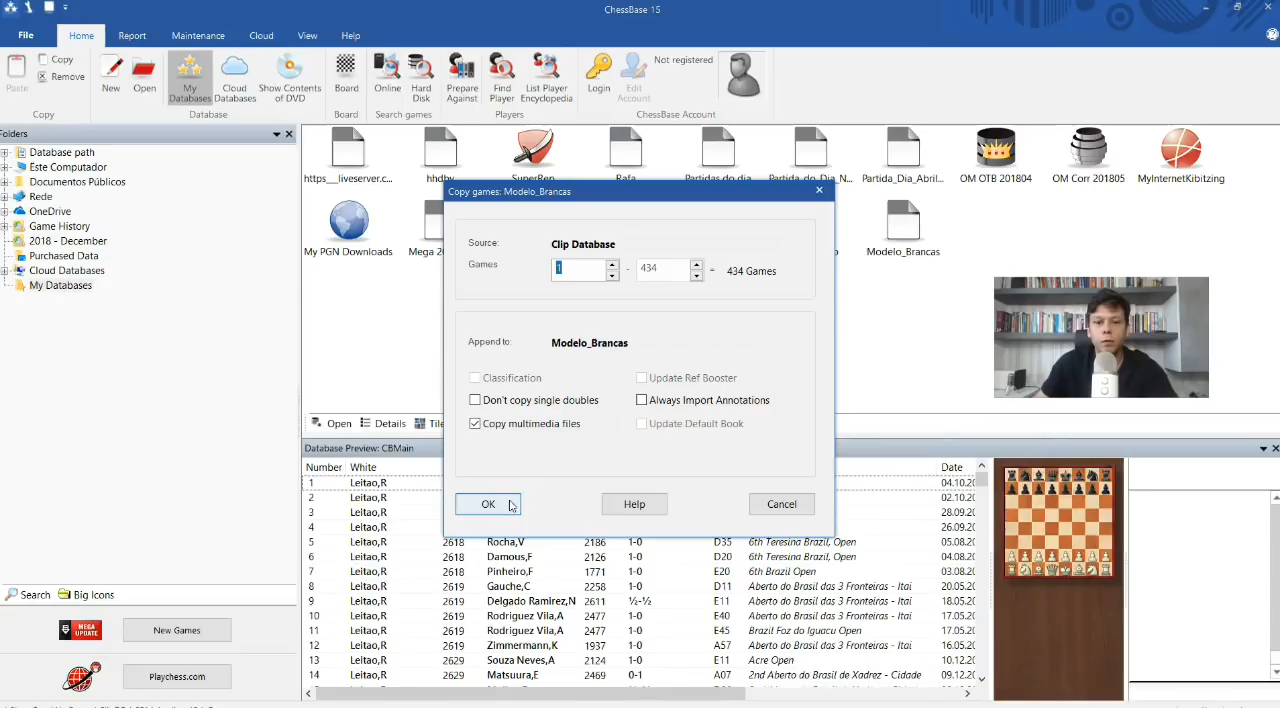 ChessBase 15
File Home Report Maintenance Cloud View Help
Paste
Copy
Remove
New
Open
My Databases
Cloud Databases
Show Contents of DVD
Board
Online
Hard Disk
Prepare Against
Find Player
List Player Encyclopedia
Login
Edit Account
Not registered
Copy Database Board Search games Players ChessBase Account
Folders
Database path
Este Computador
Documentos Públicos
Rede
OneDrive
Game History
2018 - December
Purchased Data
Cloud Databases
My Databases
Search Big Icons
MEGA UPDATE
New Games
Playchess.com
https___liveserver.c... hhdbv SuperRep Rafa Partidas do dia Partida_do_Dia_N... Partida_Dia_Abril... OM OTB 201804 OM Corr 201805 MyInternetKibitzing
My PGN Downloads Mega 20 Modelo_Brancas
Copy games: Modelo_Brancas
Source: Clip Database
Games 1 - 434 = 434 Games
Append to: Modelo_Brancas
Classification Update Ref Booster
Don't copy single doubles Always Import Annotations
Copy multimedia files Update Default Book
OK Help Cancel
Open Details Tile
Database Preview: CBMain
Number White Date
1 Leitao,R 04.10.20
2 Leitao,R 02.10.20
3 Leitao,R 28.09.20
4 Leitao,R 26.09.20
5 Leitao,R 2618 Rocha,V 2186 1-0 D35 6th Teresina Brazil, Open 05.08.20
6 Leitao,R 2618 Damous,F 2126 1-0 D20 6th Teresina Brazil, Open 04.08.20
7 Leitao,R 2618 Pinheiro,F 1771 1-0 E20 6th Brazil Open 03.08.20
8 Leitao,R 2619 Gauche,C 2258 1-0 D11 Aberto do Brasil das 3 Fronteiras - Itai 20.05.20
9 Leitao,R 2619 Delgado Ramirez,N 2611 ½-½ E11 Aberto do Brasil das 3 Fronteiras - Itai 18.05.20
10 Leitao,R 2619 Rodriguez Vila,A 2477 1-0 E40 Aberto do Brasil das 3 Fronteiras - Itai 17.05.20
11 Leitao,R 2619 Rodriguez Vila,A 2477 1-0 E45 Brazil Foz do Iguacu Open 17.05.20
12 Leitao,R 2619 Zimmermann,K 1937 1-0 A57 Aberto do Brasil das 3 Fronteiras - Itai 16.05.20
13 Leitao,R 2629 Souza Neves,A 2124 1-0 E11 Acre Open 10.12.20
14 Leitao,R 2629 Matsuura,E 2469 0-1 A07 2nd Aberto do Brasil de Xadrez - Cidade 09.12.20